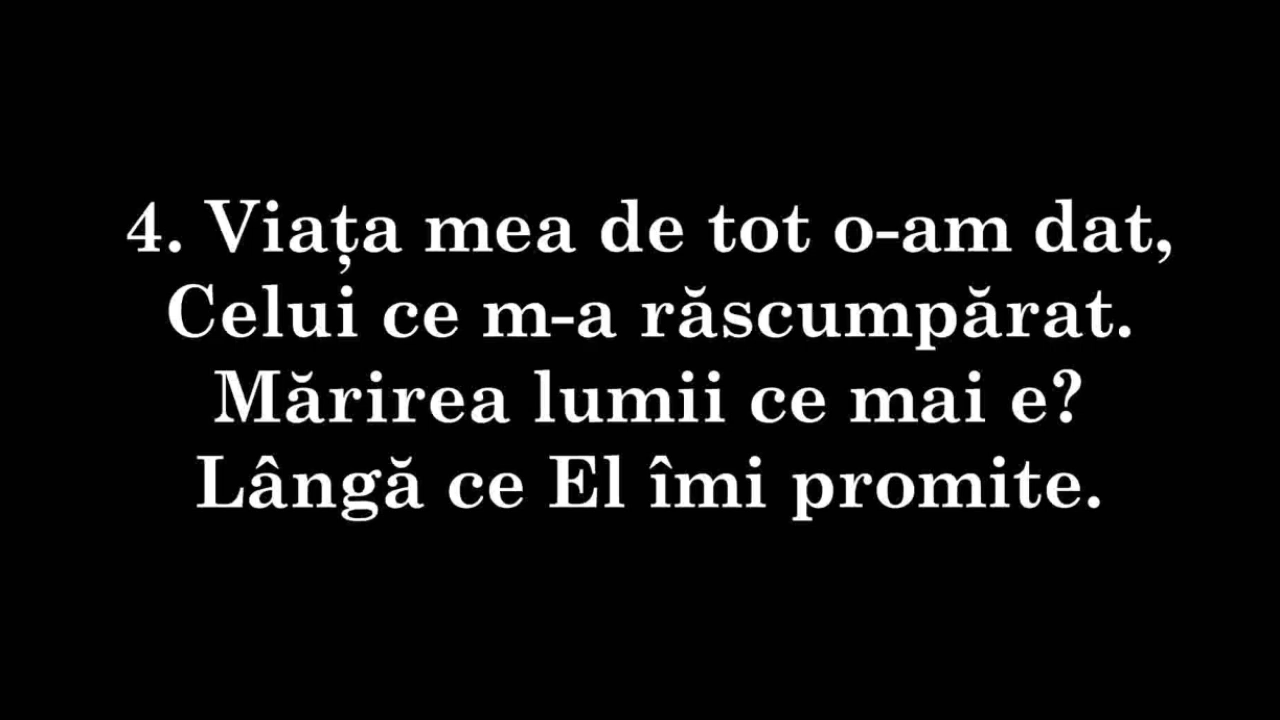 4. Viața mea de tot o-am dat,
Celui ce m-a răscumpărat.
Mărirea lumii ce mai e?
Lângă ce El îmi promite.